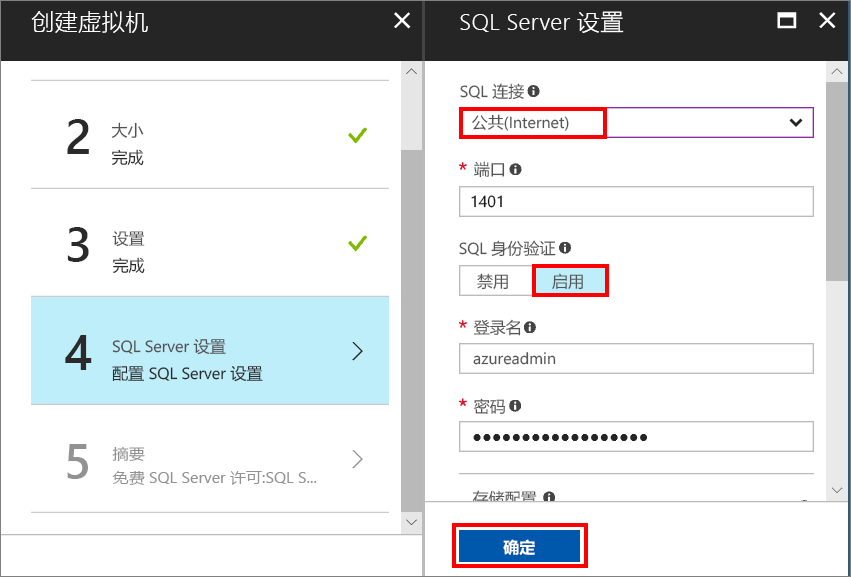 创建虚拟机
2
大小
完成
3
设置
完成
4
SQL Server 设置
配置 SQL Server 设置
5
摘要
免费 SQL Server 许可:SQL S...
SQL Server 设置
SQL 连接
公共(Internet)
* 端口
1401
SQL 身份验证
禁用
启用
* 登录名
azureadmin
* 密码
••••••••••••••••••
存储配置
确定